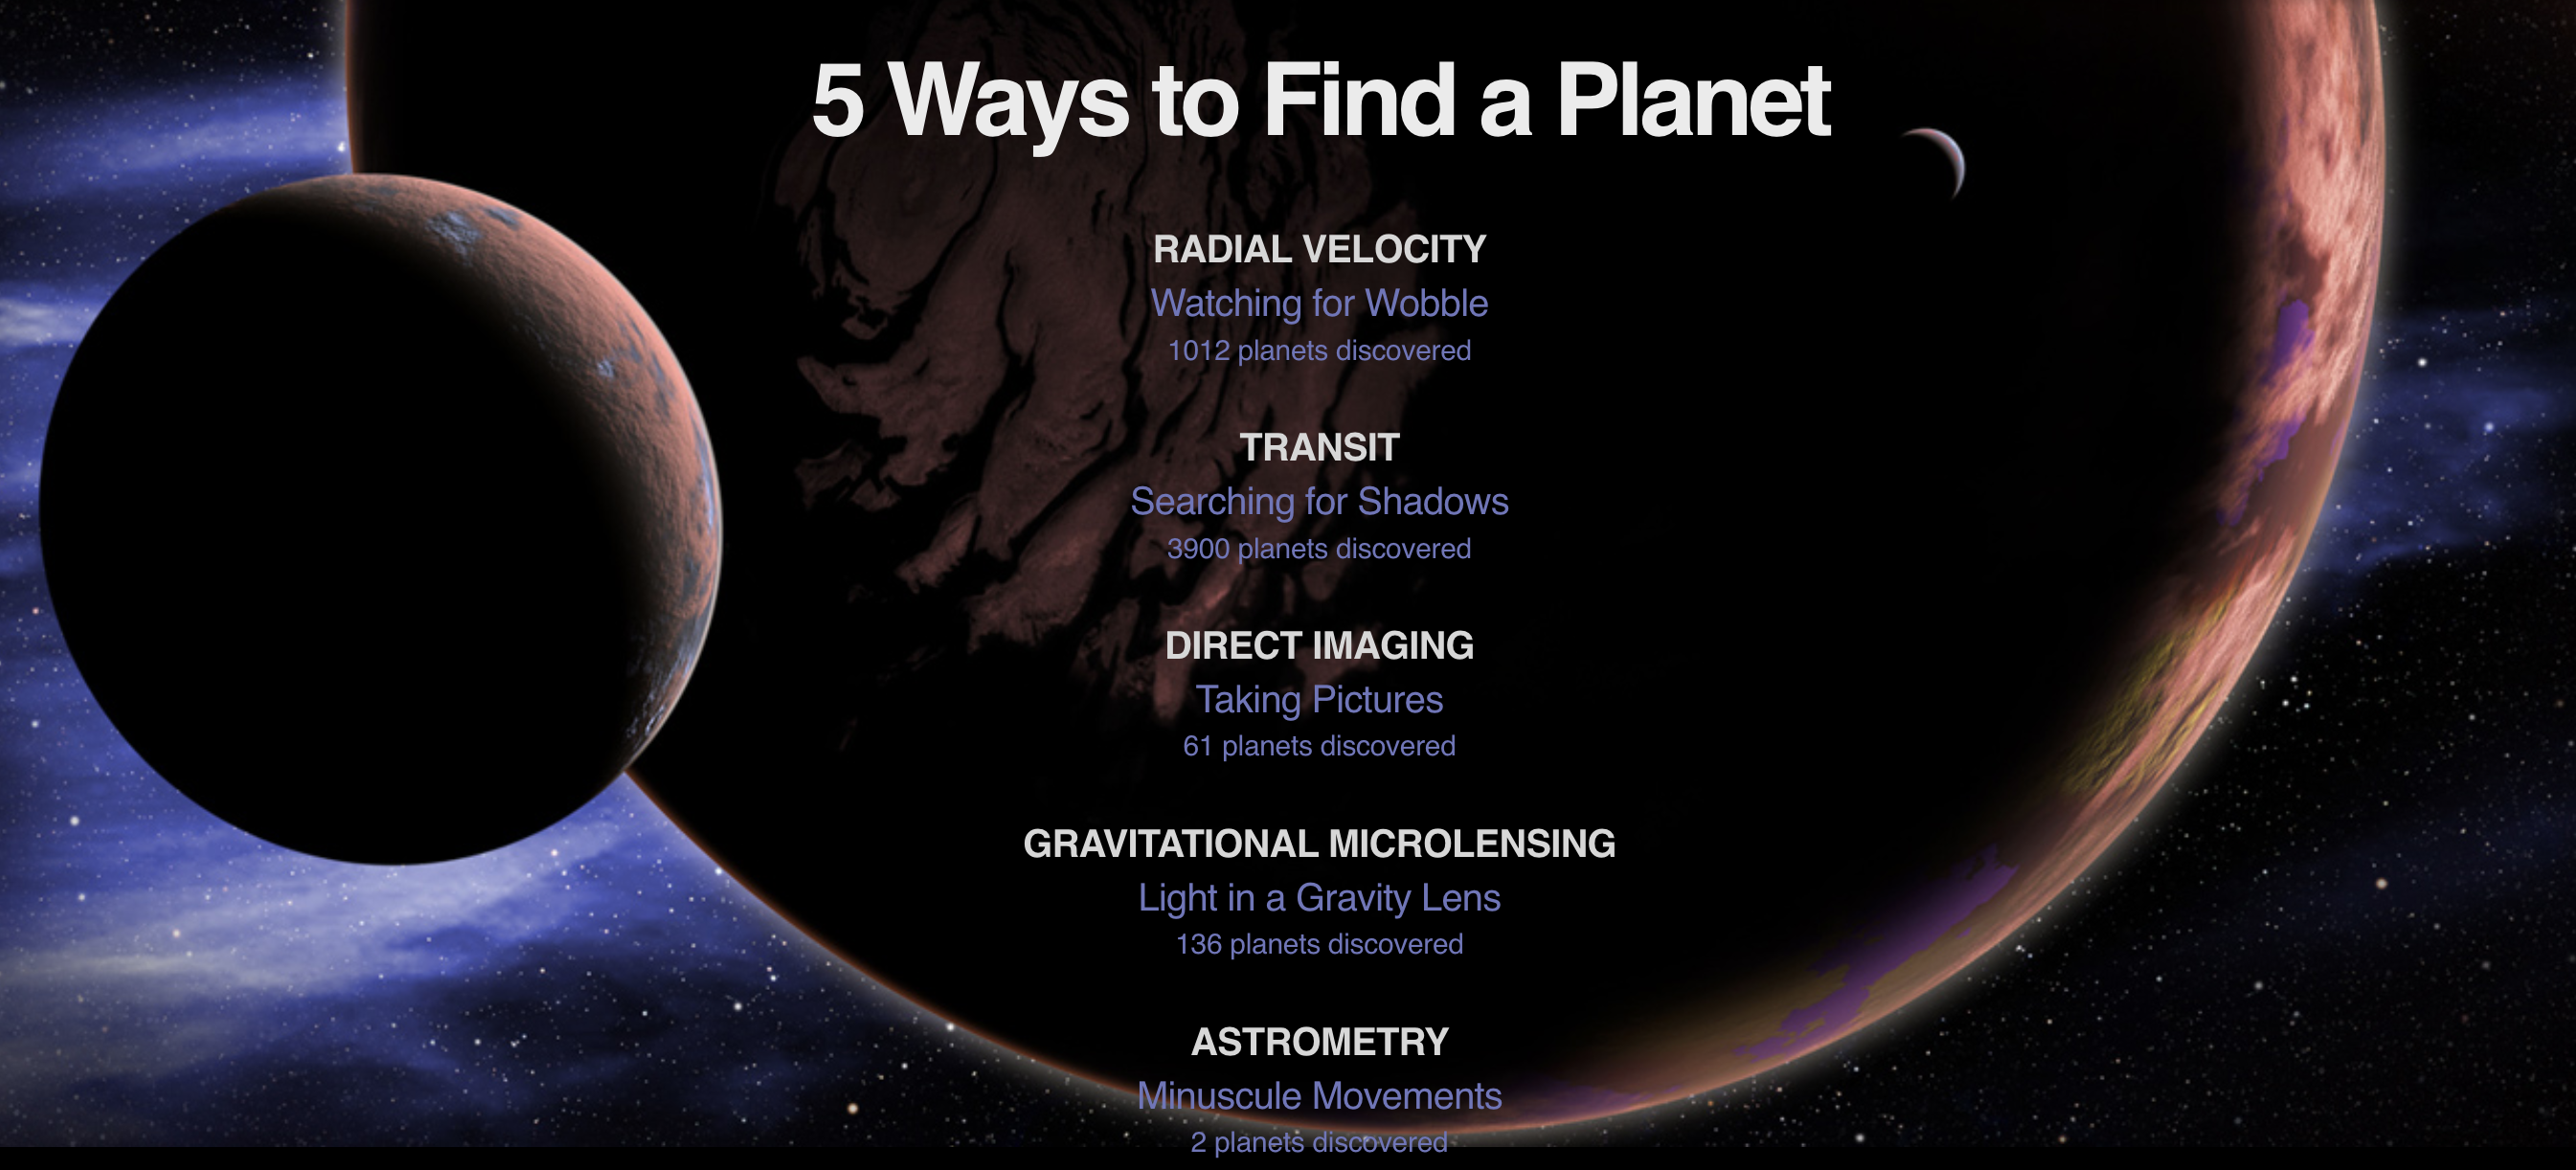 5 Ways to Find a Planet
RADIAL VELOCITY
Watching for Wobble
1012 planets discovered
TRANSIT
Searching for Shadows
3900 planets discovered
DIRECT IMAGING
Taking Pictures
61 planets discovered
GRAVITATIONAL MICROLENSING
Light in a Gravity Lens
136 planets discovered
ASTROMETRY
Minuscule Movements
2 planets discovered